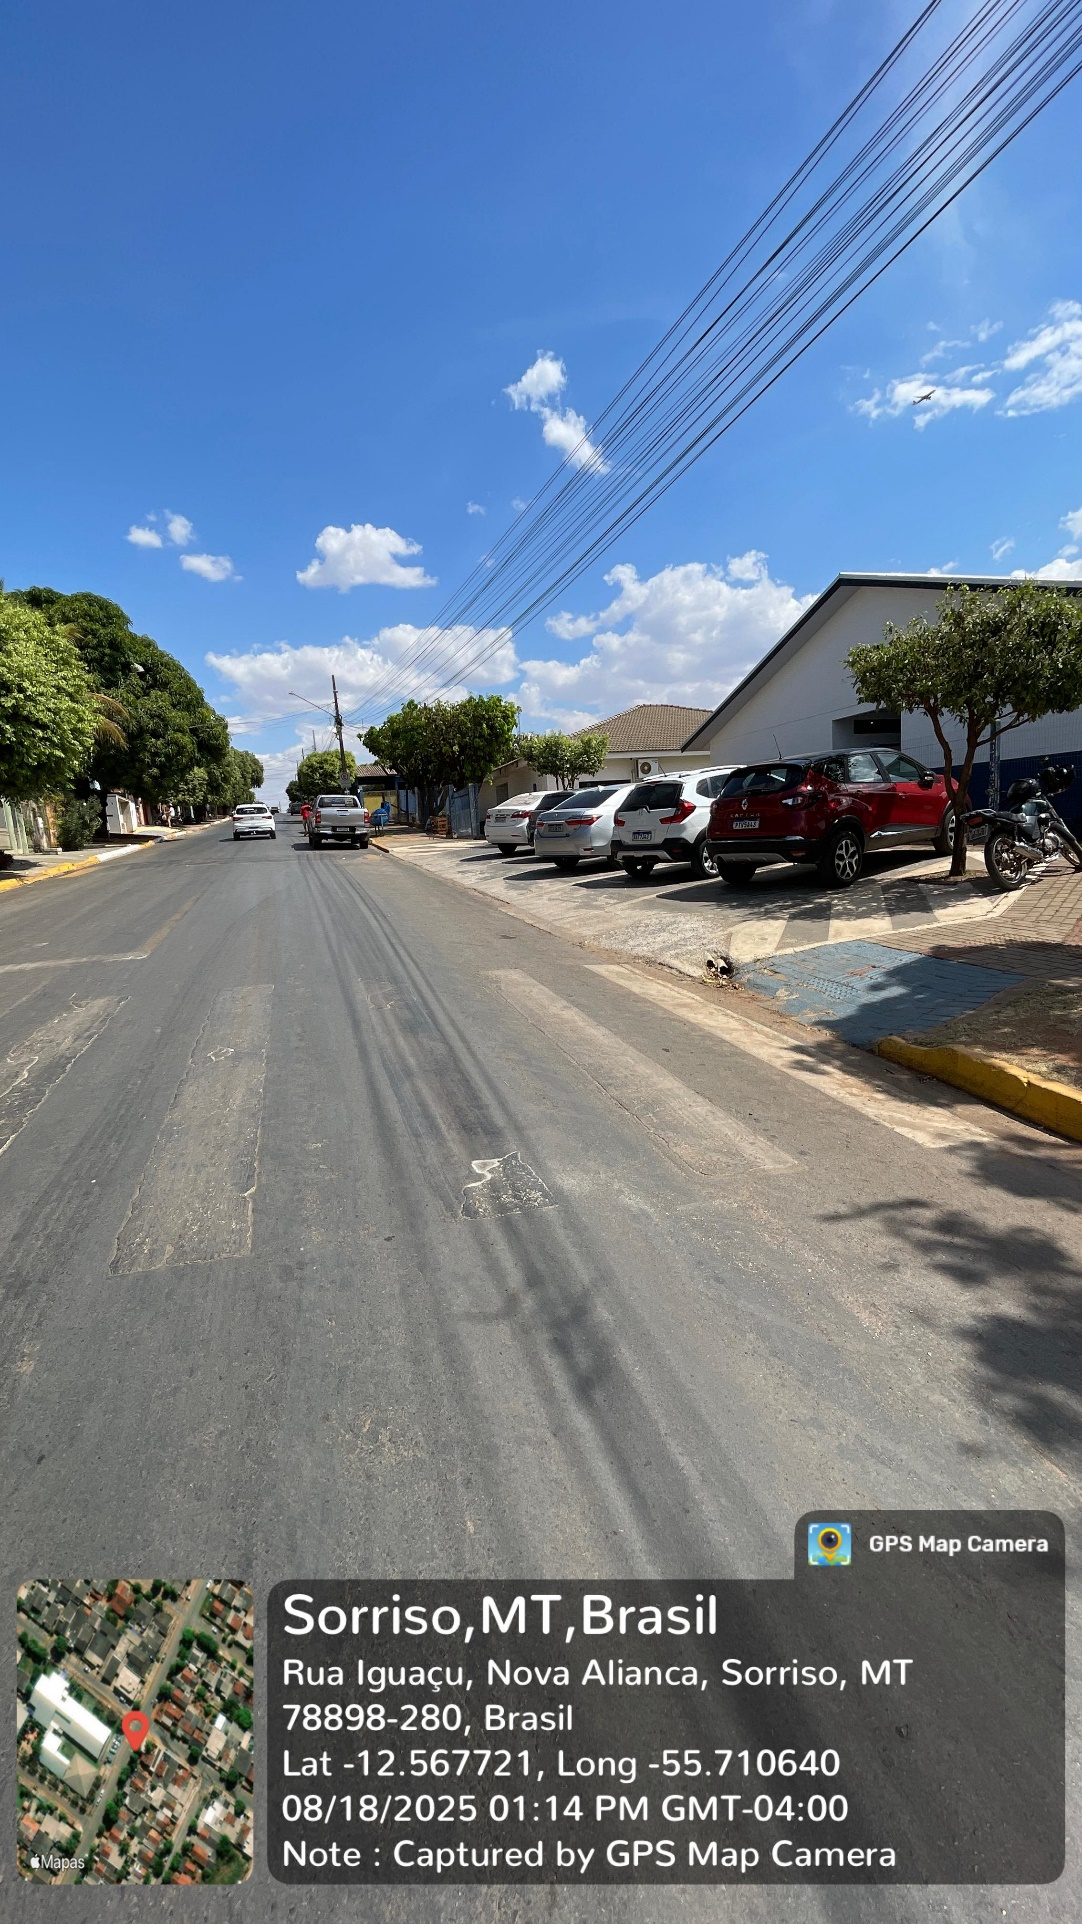 CAPTUR
GPS Map Camera
Sorriso,MT,Brasil
Rua Iguaçu, Nova Alianca, Sorriso, MT
78898-280, Brasil
Lat -12.567721, Long -55.710640
08/18/2025 01:14 PM GMT-04:00
Note : Captured by GPS Map Camera
Mapas